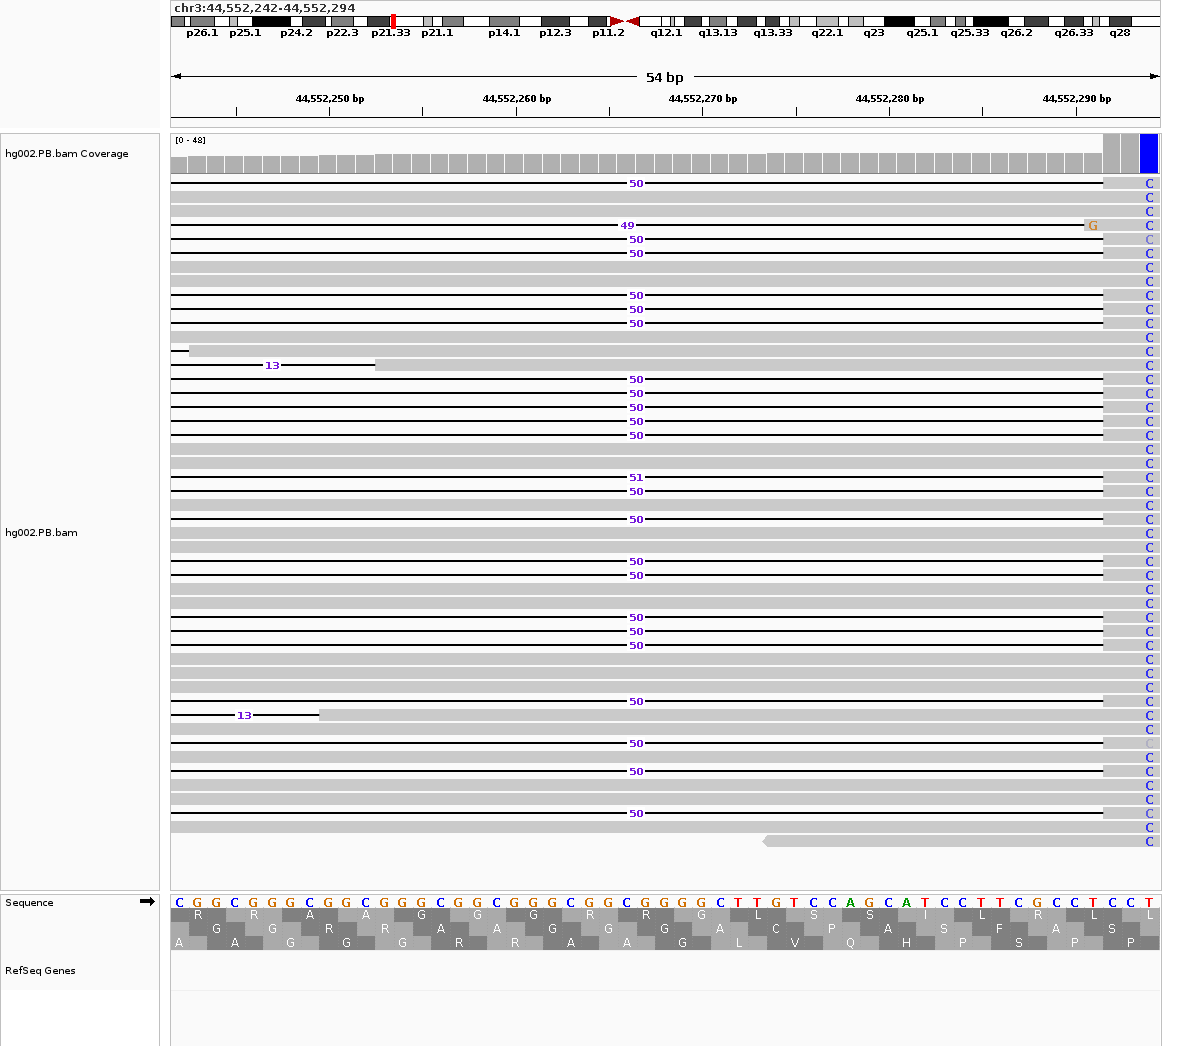 chr3:44,552,242-44,552,294
p26.1 p25.1 p24.2 p22.3 p21.33 p21.1 p14.1 p12.3 p11.2 q12.1 q13.13 q13.33 q22.1 q23 q25.1 q25.33 q26.2 q26.33 q28
54 bp
44,552,250 bp 44,552,260 bp 44,552,270 bp 44,552,280 bp 44,552,290 bp
[0 - 48]
hg002.PB.bam Coverage
50 C
C
C
49 G C
50 C
50 C
C
C
50 C
50 C
50 C
C
C
13 C
50 C
50 C
50 C
50 C
50 C
C
C
51 C
50 C
C
50 C
hg002.PB.bam C
C
50 C
50 C
C
C
50 C
50 C
50 C
C
C
C
50 C
13 C
C
50 C
C
50 C
C
C
50 C
C
C
Sequence C G G C G G G C G G C G G G C G G C G G G C G G C G G G G C T T G T C C A G C A T C C T T C G C C T C C T
R R A A G G G R R G L S S I L R L L
G G R R A A G G G A C P A S F A S
A A G G G R R A A G L V Q H P S P P
RefSeq Genes